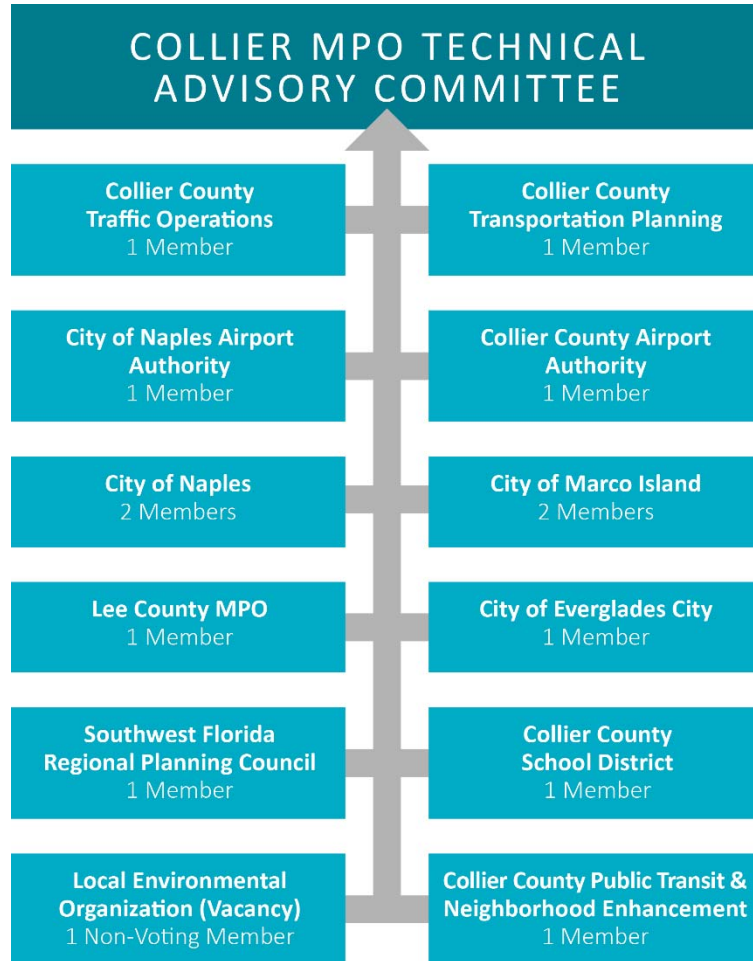 COLLIER MPO TECHNICAL
ADVISORY COMMITTEE
Collier County
Traffic Operations
1 Member
Collier County
Transportation Planning
1 Member
City of Naples Airport
Authority
1 Member
Collier County Airport
Authority
1 Member
City of Naples
2 Members
City of Marco Island
2 Members
Lee County MPO
1 Member
City of Everglades City
1 Member
Southwest Florida
Regional Planning Council
1 Member
Collier County
School District
1 Member
Local Environmental
Organization (Vacancy)
1 Non-Voting Member
Collier County Public Transit &
Neighborhood Enhancement
1 Member